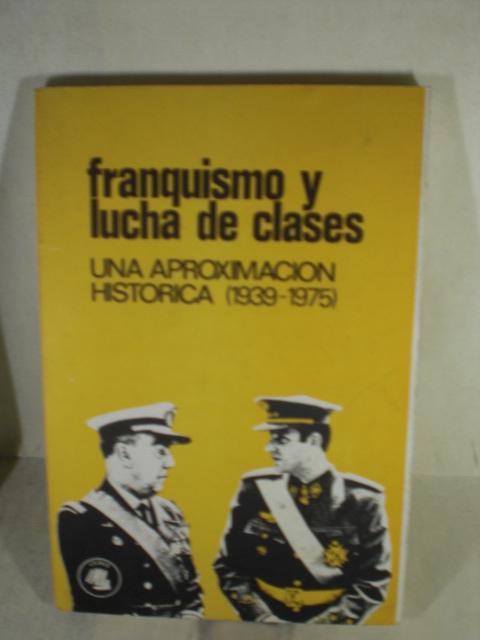 franquismo y
lucha de clases
UNA APROXIMACION
HISTORICA (1939-1975)